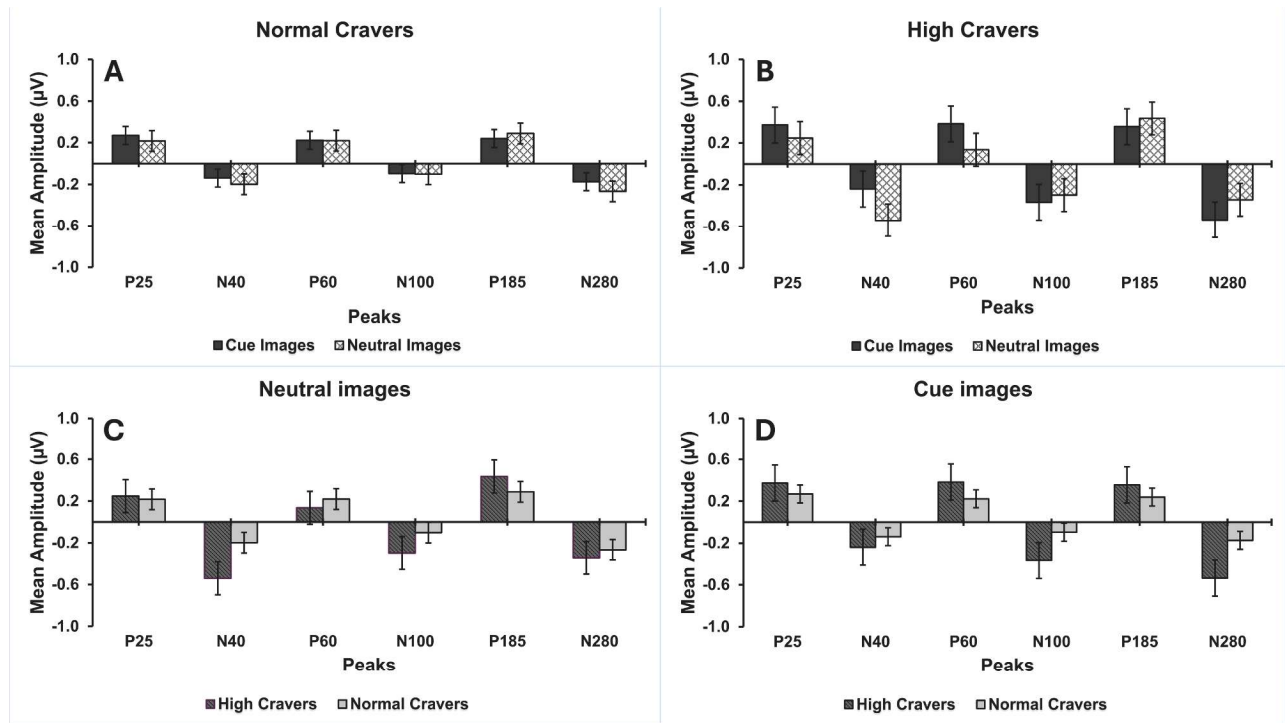 Normal Cravers
A
Mean Amplitude (µV)
1.0
0.6
0.2
-0.2
-0.6
-1.0
P25 N40 P60 N100 P185 N280
Peaks
Cue Images Neutral Images
High Cravers
B
Mean Amplitude (µV)
1.0
0.6
0.2
-0.2
-0.6
-1.0
P25 N40 P60 N100 P185 N280
Peaks
Cue Images Neutral Images
Neutral images
C
Mean Amplitude (µV)
1.0
0.6
0.2
-0.2
-0.6
-1.0
P25 N40 P60 N100 P185 N280
Peaks
High Cravers Normal Cravers
Cue images
D
Mean Amplitude (µV)
1.0
0.6
0.2
-0.2
-0.6
-1.0
P25 N40 P60 N100 P185 N280
Peaks
High Cravers Normal Cravers